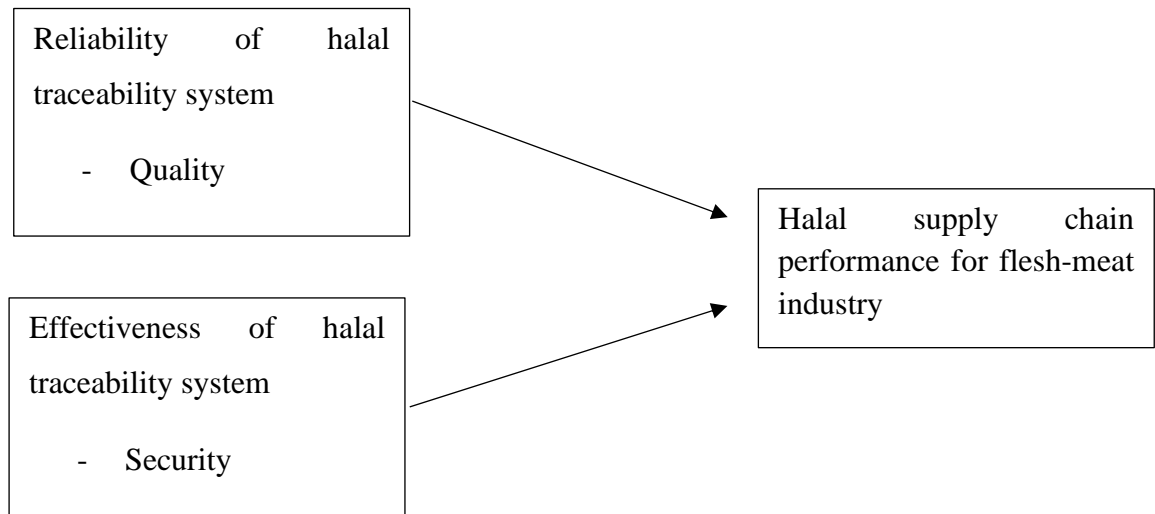 Reliability of halal
traceability system
- Quality
Effectiveness of halal
traceability system
- Security
Halal supply chain
performance for flesh-meat
industry